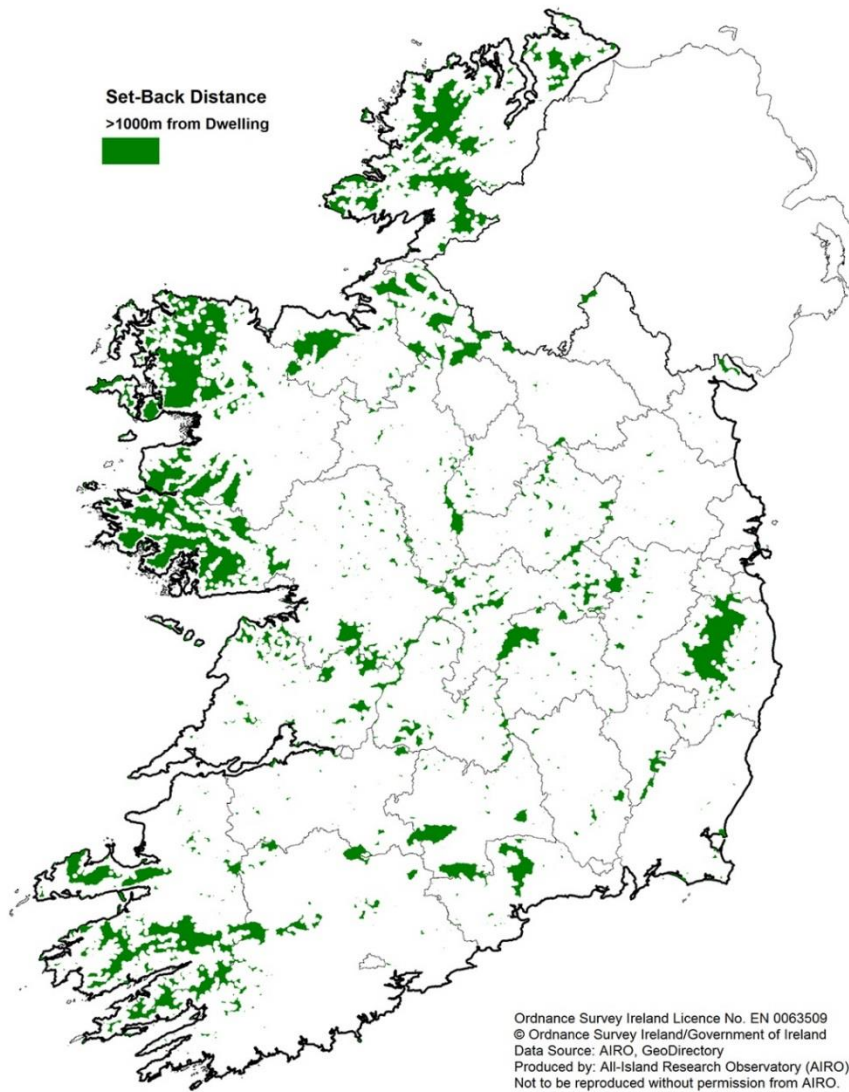 Set-Back Distance
>1000m from Dwelling
Ordnance Survey Ireland Licence No. EN 0063509
© Ordnance Survey Ireland/Government of Ireland
Data Source: AIRO, GeoDirectory
Produced by: All-Island Research Observatory (AIRO)
Not to be reproduced without permission from AIRO.